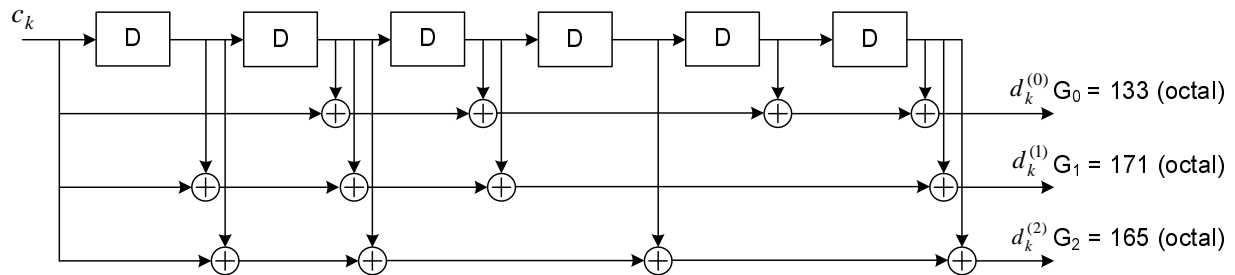 c_k
D D D D D D
d_k^{(0)} G_0 = 133 (octal)
d_k^{(1)} G_1 = 171 (octal)
d_k^{(2)} G_2 = 165 (octal)